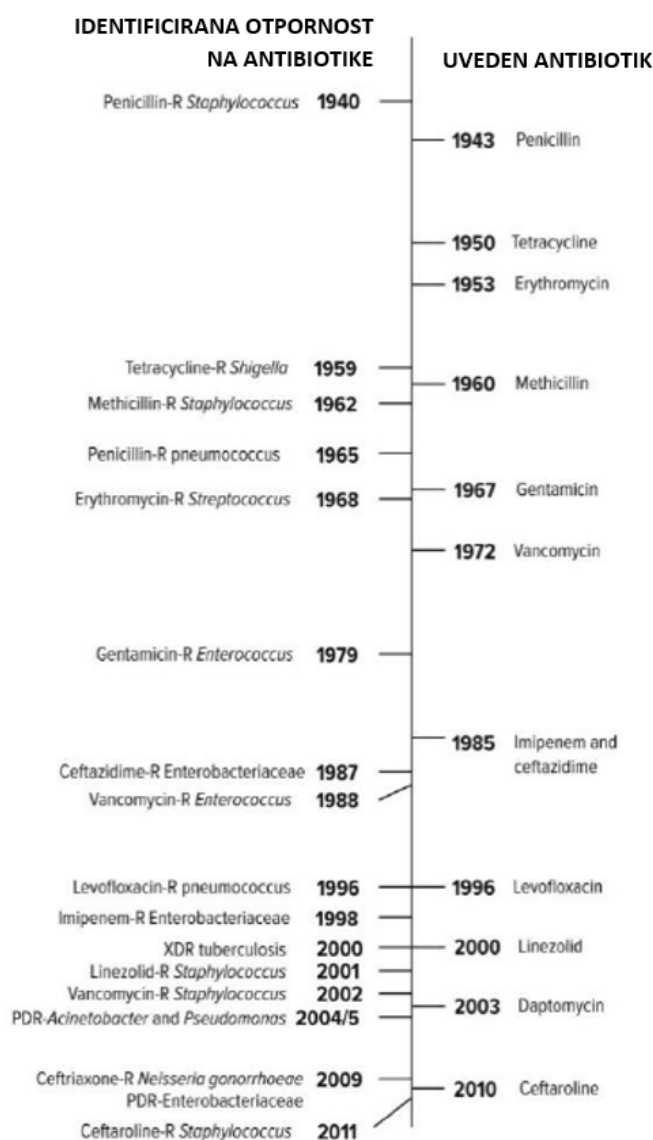 IDENTIFICIRANA OTPORNOST
NA ANTIBIOTIKE
UVEDEN ANTIBIOTIK
Penicillin-R Staphylococcus 1940
1943 Penicillin
1950 Tetracycline
1953 Erythromycin
Tetracycline-R Shigella 1959
1960 Methicillin
Methicillin-R Staphylococcus 1962
Penicillin-R pneumococcus 1965
1967 Gentamicin
Erythromycin-R Streptococcus 1968
1972 Vancomycin
Gentamicin-R Enterococcus 1979
1985 Imipenem and
ceftazidime
Ceftazidime-R Enterobacteriaceae 1987
Vancomycin-R Enterococcus 1988
Levofloxacin-R pneumococcus 1996
1996 Levofloxacin
Imipenem-R Enterobacteriaceae 1998
XDR tuberculosis 2000
2000 Linezolid
Linezolid-R Staphylococcus 2001
Vancomycin-R Staphylococcus 2002
2003 Daptomycin
PDR-Acinetobacter and Pseudomonas 2004/5
Ceftriaxone-R Neisseria gonorrhoeae 2009
PDR-Enterobacteriaceae
2010 Ceftaroline
Ceftaroline-R Staphylococcus 2011